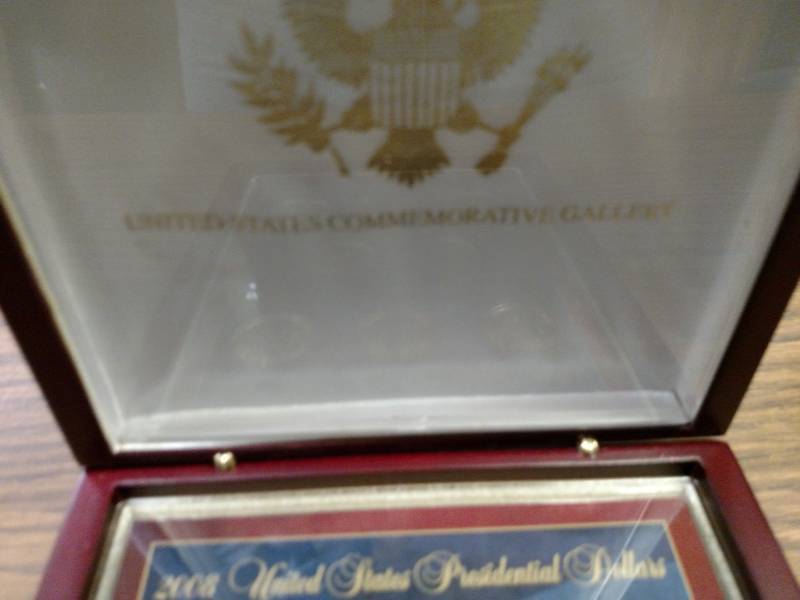 UNITED STATES COMMEMORATIVE GALLERY
2008 United States Presidential Dollars